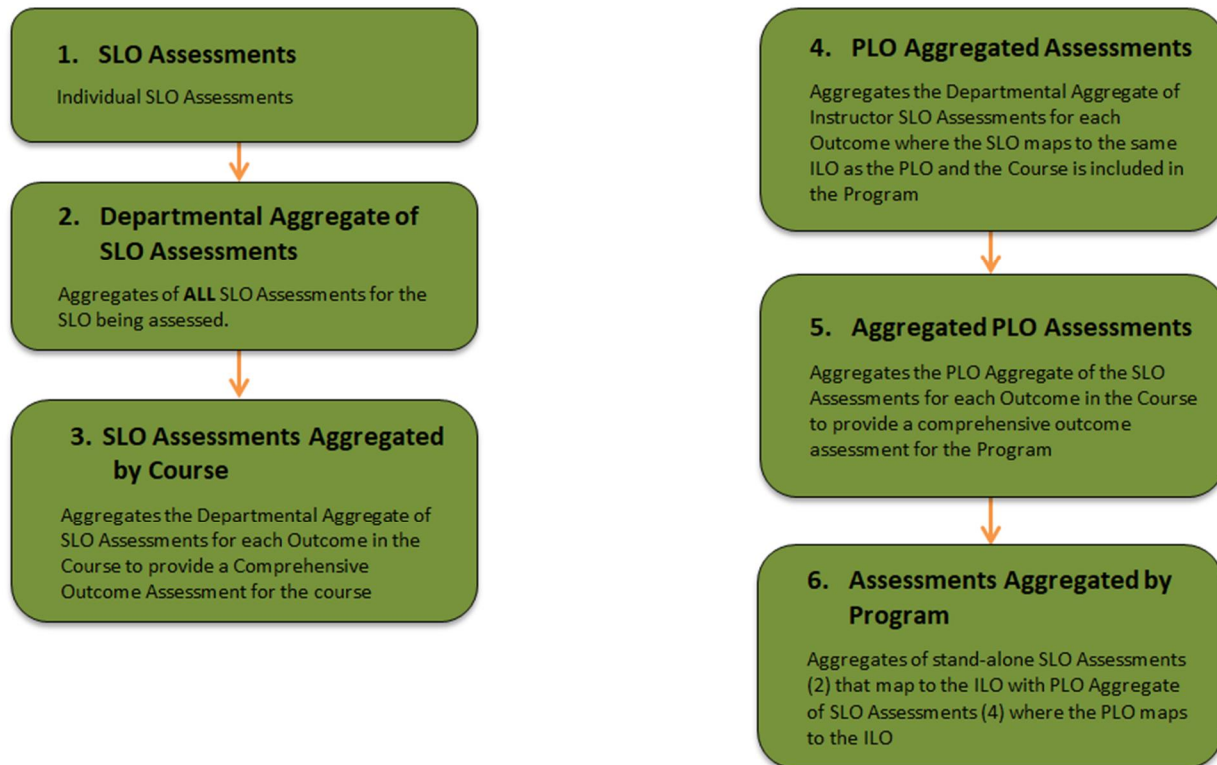 1. SLO Assessments
Individual SLO Assessments
2. Departmental Aggregate of
SLO Assessments
Aggregates of ALL SLO Assessments for the
SLO being assessed.
3. SLO Assessments Aggregated
by Course
Aggregates the Departmental Aggregate of
SLO Assessments for each Outcome in the
Course to provide a Comprehensive
Outcome Assessment for the course
4. PLO Aggregated Assessments
Aggregates the Departmental Aggregate of
Instructor SLO Assessments for each
Outcome where the SLO maps to the same
ILO as the PLO and the Course is included in
the Program
5. Aggregated PLO Assessments
Aggregates the PLO Aggregate of the SLO
Assessments for each Outcome in the Course
to provide a comprehensive outcome
assessment for the Program
6. Assessments Aggregated by
Program
Aggregates of stand-alone SLO Assessments
(2) that map to the ILO with PLO Aggregate
of SLO Assessments (4) where the PLO maps
to the ILO